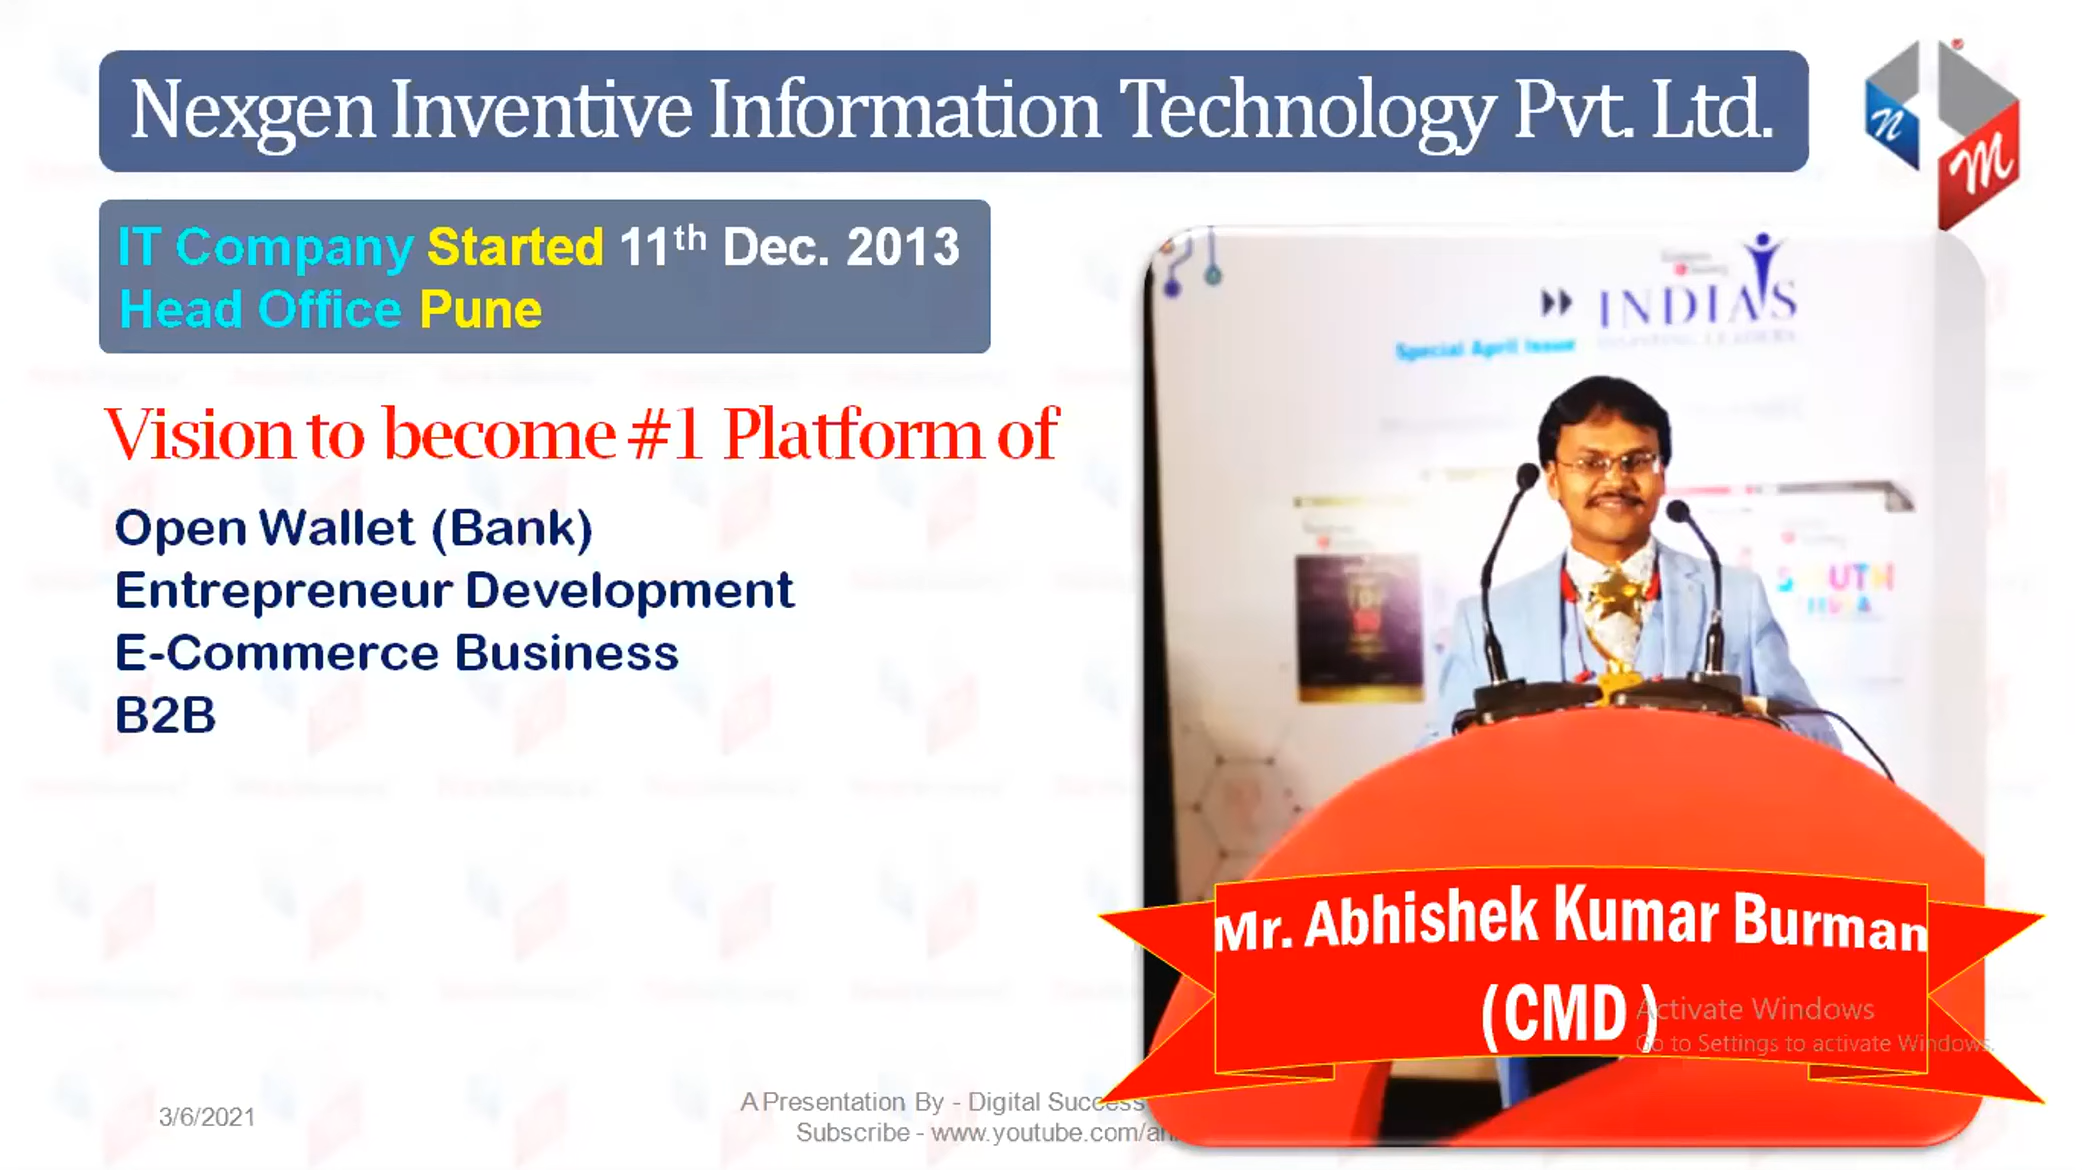 Nexgen Inventive Information Technology Pvt. Ltd.
n
M
IT Company Started 11th Dec. 2013
Head Office Pune
Vision to become #1 Platform of
Open Wallet (Bank)
Entrepreneur Development
E-Commerce Business
B2B
INDIA'S
Special April Issue
Mr. Abhishek Kumar Burman
(CMD)
Activate Windows
Go to Settings to activate Windows.
3/6/2021
A Presentation By - Digital Success
Subscribe - www.youtube.com/